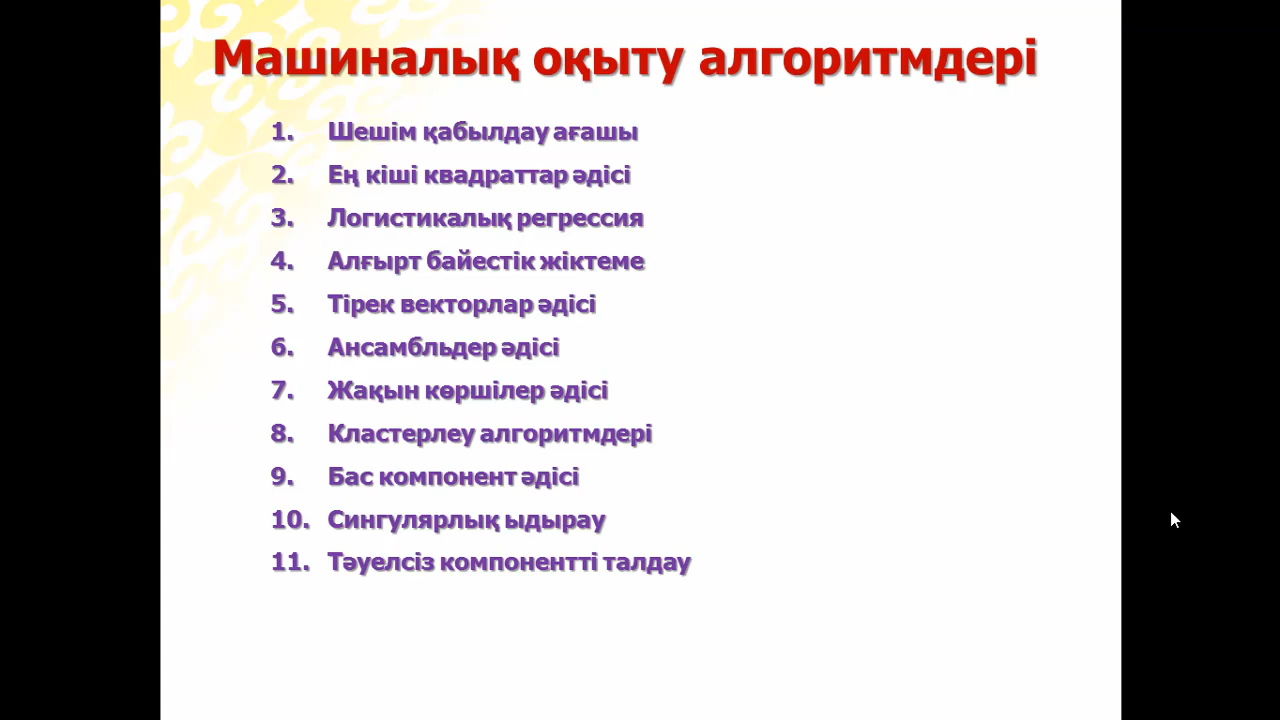 Машиналық оқыту алгоритмдері
1. Шешім қабылдау ағашы
2. Ең кіші квадраттар әдісі
3. Логистикалық регрессия
4. Алғырт байестік жіктеме
5. Тірек векторлар әдісі
6. Ансамбльдер әдісі
7. Жақын көршілер әдісі
8. Кластерлеу алгоритмдері
9. Бас компонент әдісі
10. Сингулярлық ыдырау
11. Тәуелсіз компонентті талдау